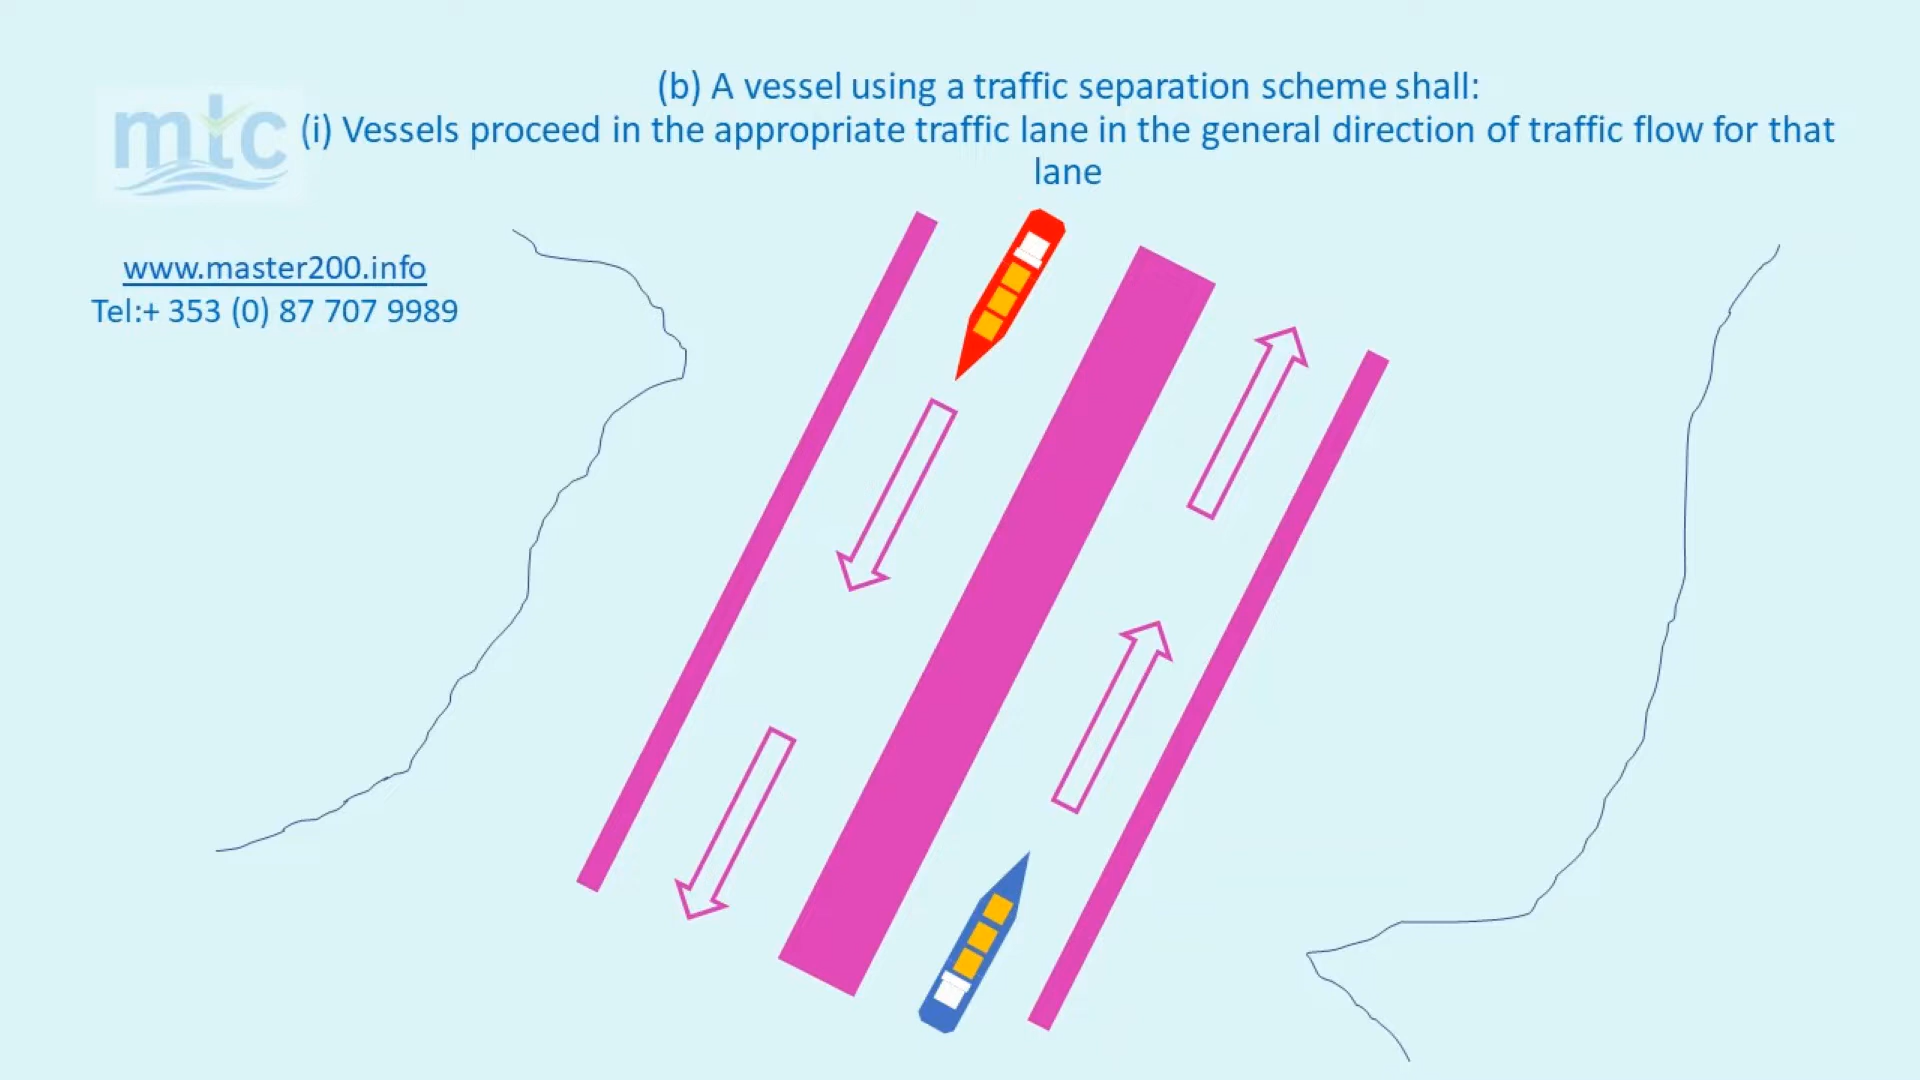 (b) A vessel using a traffic separation scheme shall:
mtc
(i) Vessels proceed in the appropriate traffic lane in the general direction of traffic flow for that
lane
www.master200.info
Tel:+ 353 (0) 87 707 9989